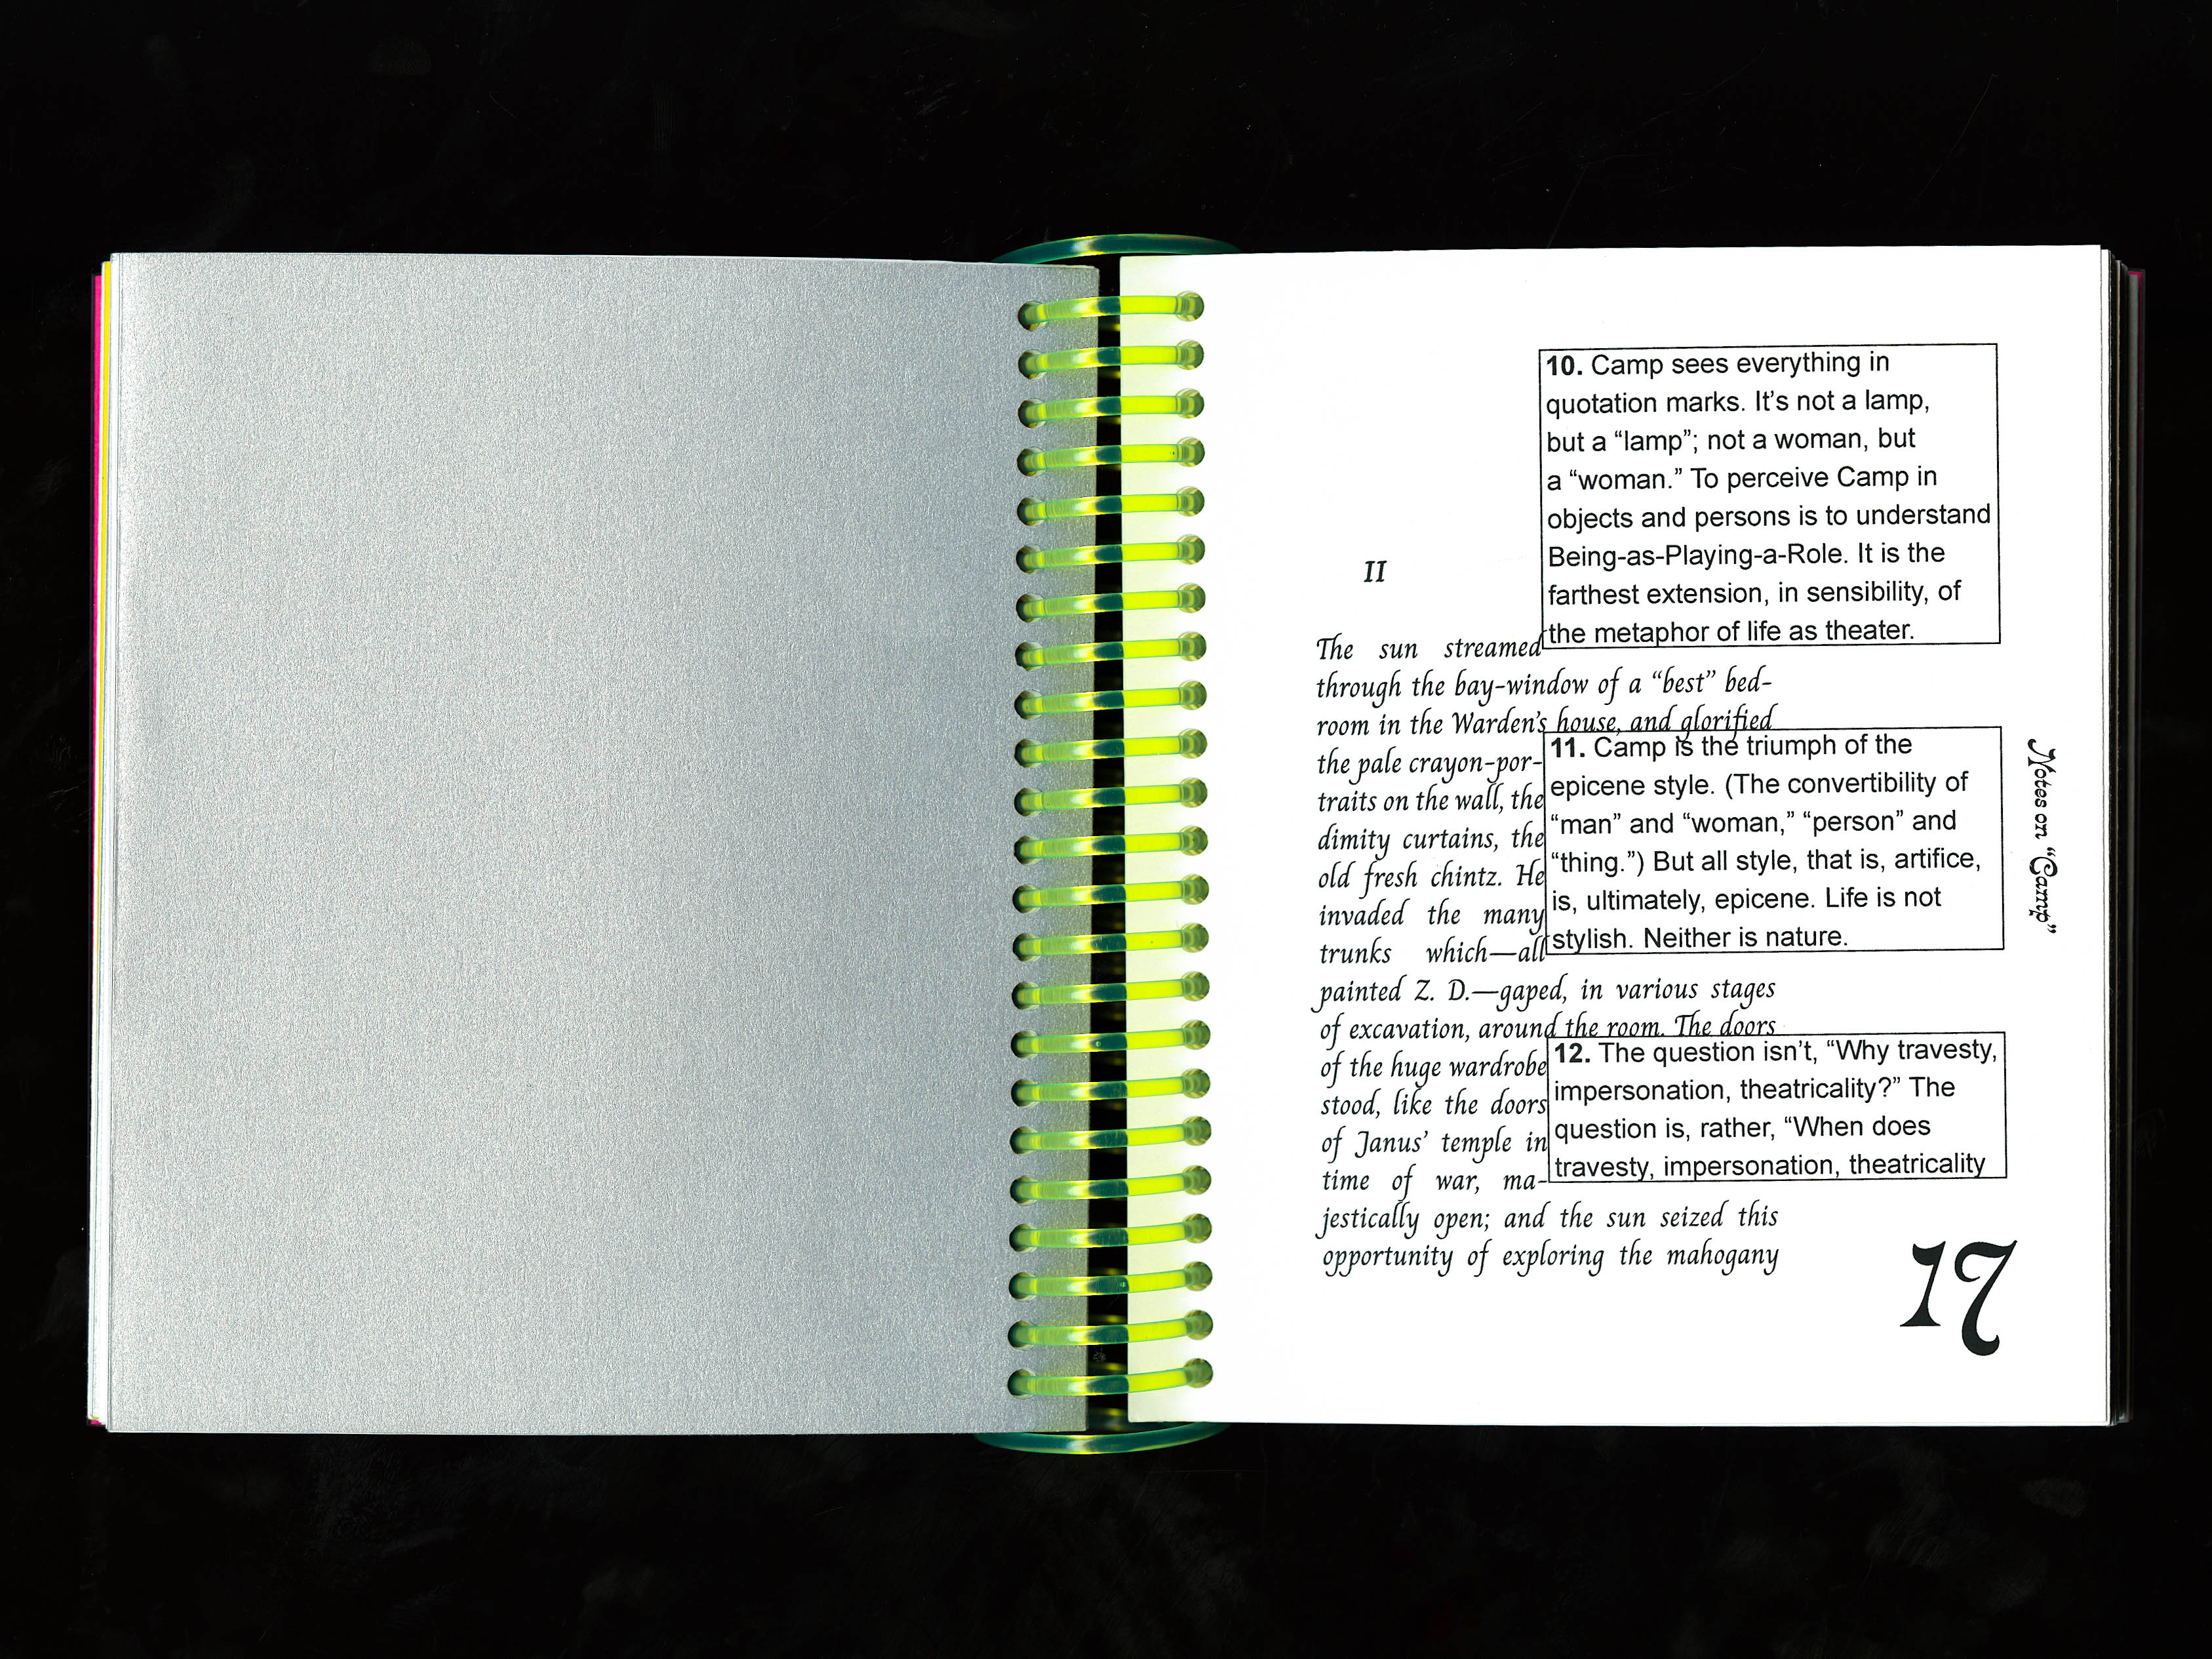 10. Camp sees everything in
quotation marks. It’s not a lamp,
but a “lamp”; not a woman, but
a “woman.” To perceive Camp in
objects and persons is to understand
Being-as-Playing-a-Role. It is the
farthest extension, in sensibility, of
the metaphor of life as theater.
II
The sun streamed
through the bay-window of a “best” bed-
room in the Warden’s house, and glorified
the pale crayon-por-
traits on the wall, the
dimity curtains, the
old fresh chintz. He
invaded the many
trunks which—all
painted Z. D.—gaped, in various stages
of excavation, around the room. The doors
of the huge wardrobe
stood, like the doors
of Janus’ temple in
time of war, ma-
jestically open; and the sun seized this
opportunity of exploring the mahogany
11. Camp is the triumph of the
epicene style. (The convertibility of
“man” and “woman,” “person” and
“thing.”) But all style, that is, artifice,
is, ultimately, epicene. Life is not
stylish. Neither is nature.
12. The question isn’t, “Why travesty,
impersonation, theatricality?” The
question is, rather, “When does
travesty, impersonation, theatricality
Notes on “Camp”
17